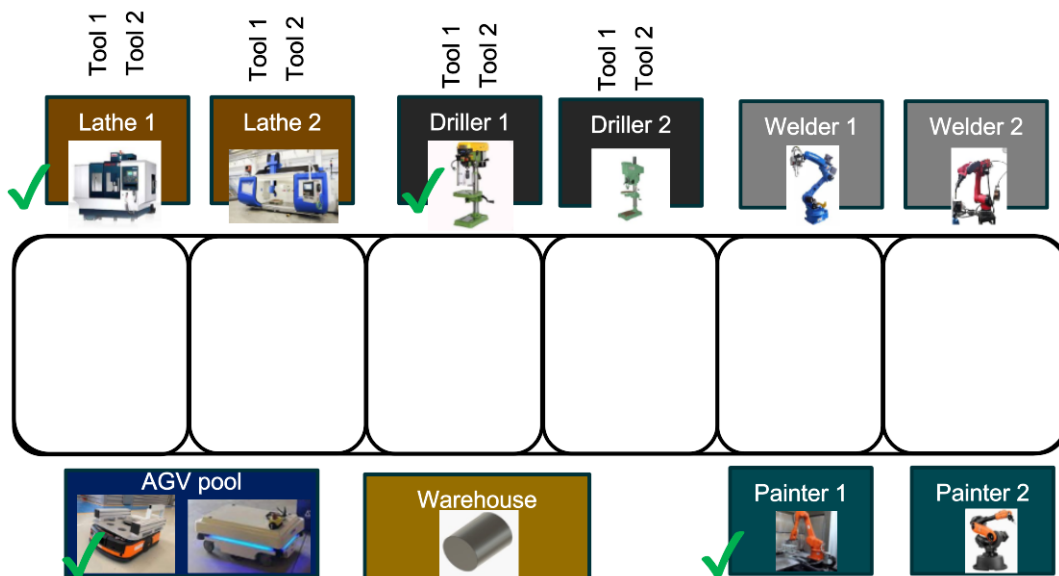 Tool 1
Tool 2
Tool 1
Tool 2
Tool 1
Tool 2
Tool 1
Tool 2
Lathe 1
Lathe 2
Driller 1
Driller 2
Welder 1
Welder 2
AGV pool
Warehouse
Painter 1
Painter 2